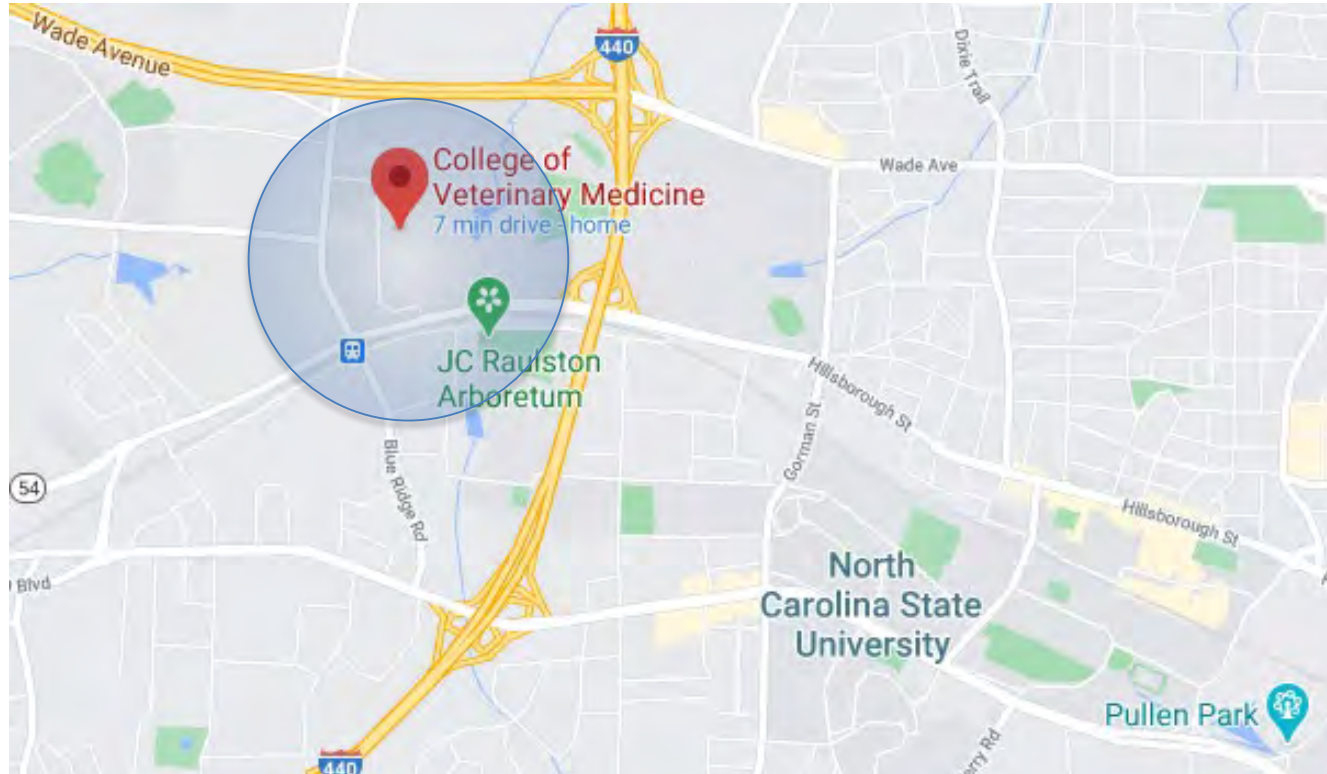 Wade Avenue
440
Dixie Trail
College of
Veterinary Medicine
7 min drive - home
Wade Ave
JC Raulston
Arboretum
Hillsborough St
Gorman St
Blue Ridge Rd
54
Hillsborough St
Blvd
North
Carolina State
University
Pullen Park
440
Rd